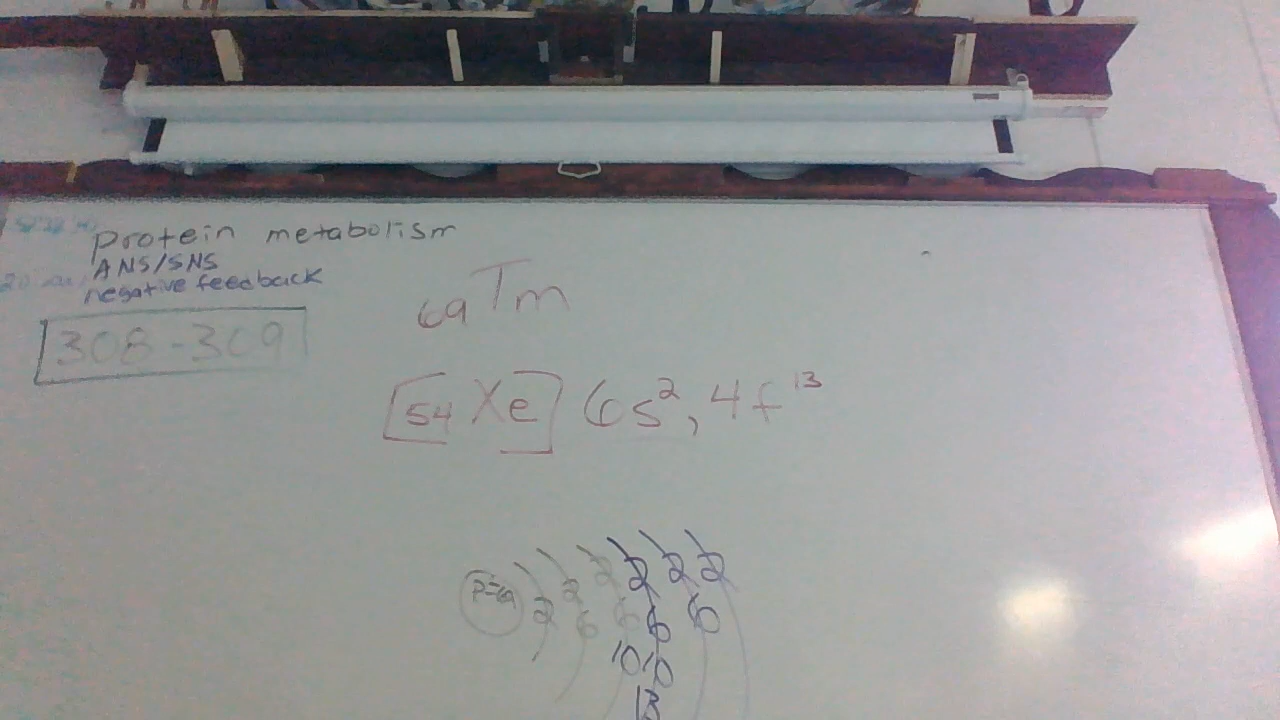 protein metabolism
ANS/SNS
negative feedback
308-309
69Tm
[54Xe] 6s², 4f¹³
2 2 2 2 2 2
2 6 6 6 6
10 10
13